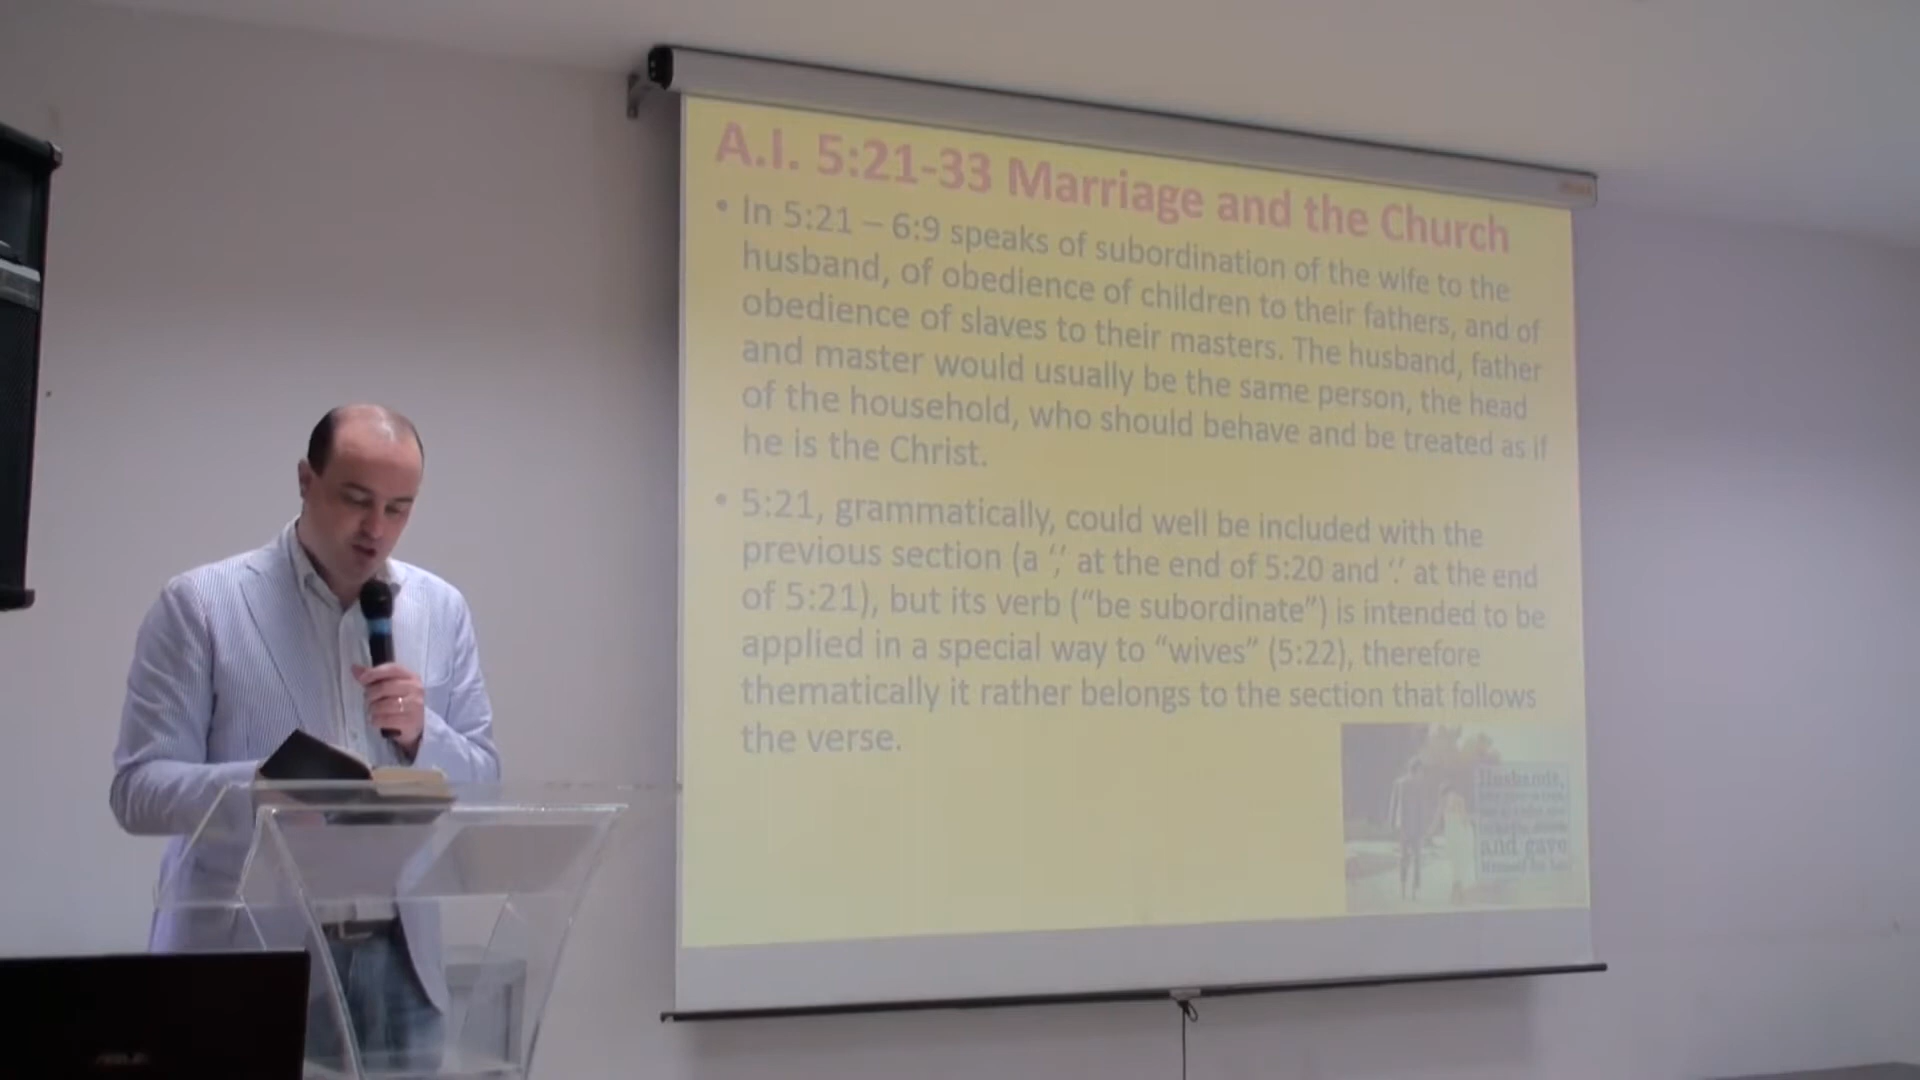 A.I. 5:21-33 Marriage and the Church
• In 5:21 – 6:9 speaks of subordination of the wife to the
husband, of obedience of children to their fathers, and of
obedience of slaves to their masters. The husband, father
and master would usually be the same person, the head
of the household, who should behave and be treated as if
he is the Christ.
• 5:21, grammatically, could well be included with the
previous section (a ‘,’ at the end of 5:20 and ‘.’ at the end
of 5:21), but its verb (“be subordinate”) is intended to be
applied in a special way to “wives” (5:22), therefore
thematically it rather belongs to the section that follows
the verse.
Husbands,
and gave